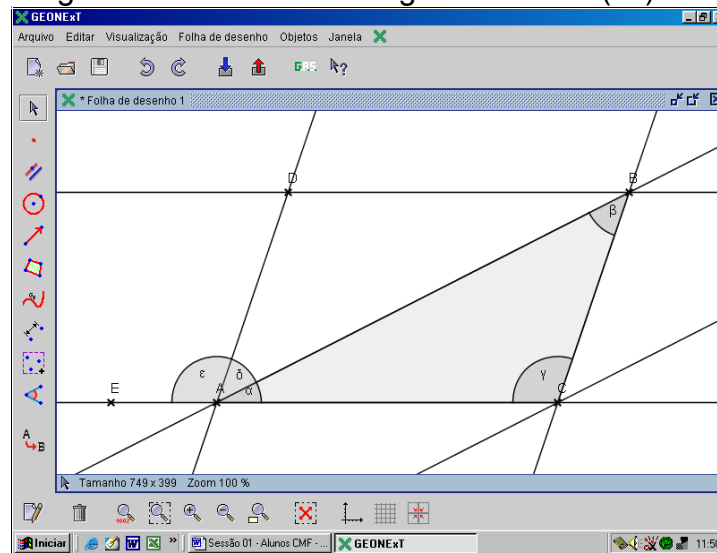 GEONExT
Arquivo Editar Visualização Folha de desenho Objetos Janela
* Folha de desenho 1
D
B
β
ε
δ
α
γ
E
A
C
A
B
Tamanho 749 x 399 Zoom 100 %
Iniciar
»
Sessão 01 - Alunos CMF - ...
GEONExT